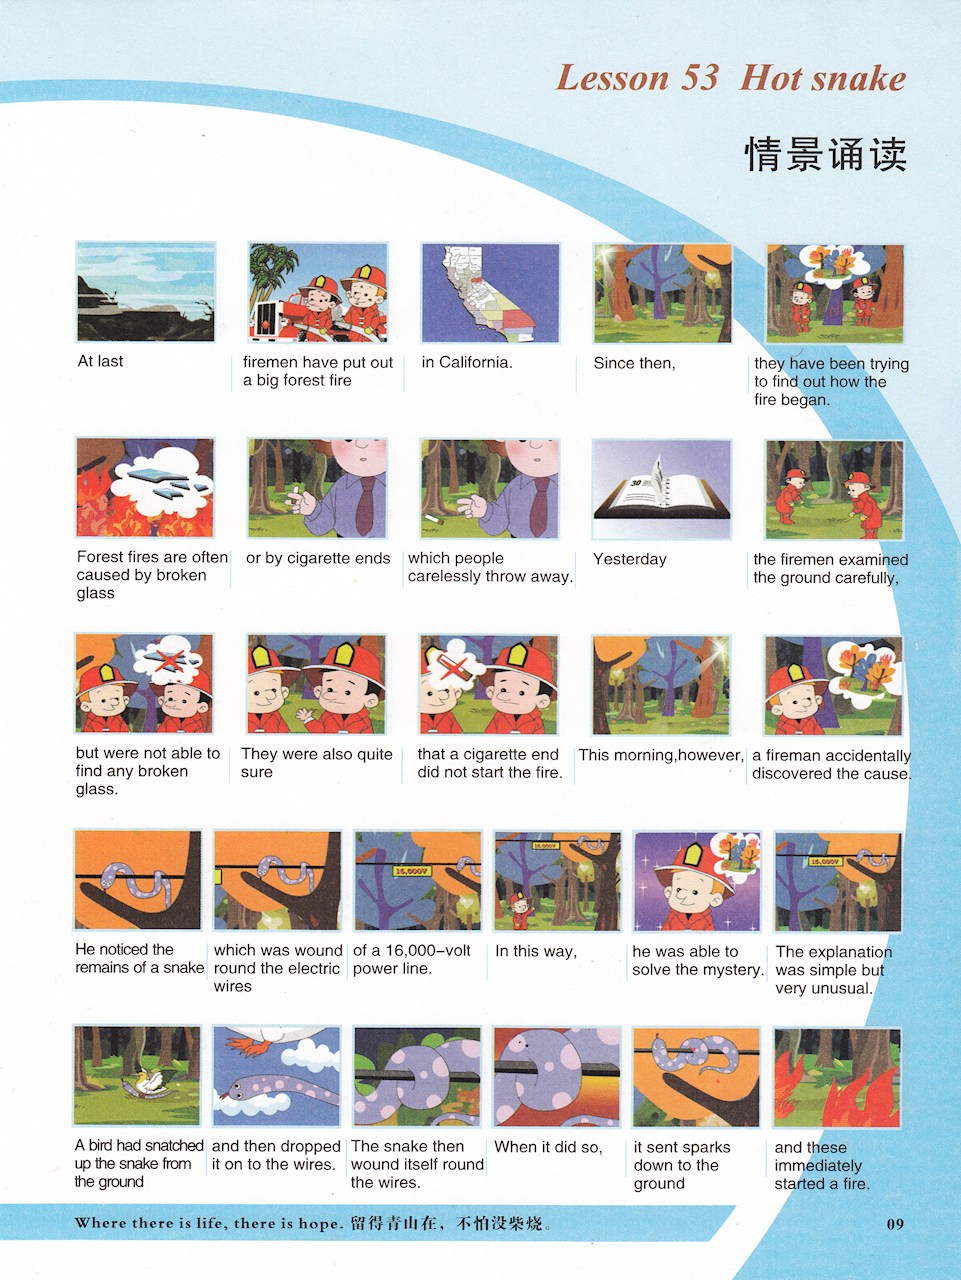 Lesson 53 Hot snake
情景诵读
At last
firemen have put out
a big forest fire
in California.
Since then,
they have been trying
to find out how the
fire began.
Forest fires are often
caused by broken
glass
or by cigarette ends
which people
carelessly throw away.
30
Yesterday
the firemen examined
the ground carefully,
but were not able to
find any broken
glass.
They were also quite
sure
that a cigarette end
did not start the fire.
This morning,however,
a fireman accidentally
discovered the cause.
He noticed the
remains of a snake
which was wound
round the electric
wires
16,000V
of a 16,000–volt
power line.
16,000V
In this way,
he was able to
solve the mystery.
16,000V
The explanation
was simple but
very unusual.
A bird had snatched
up the snake from
the ground
and then dropped
it on to the wires.
The snake then
wound itself round
the wires.
When it did so,
it sent sparks
down to the
ground
and these
immediately
started a fire.
Where there is life, there is hope. 留得青山在，不怕没柴烧。
09